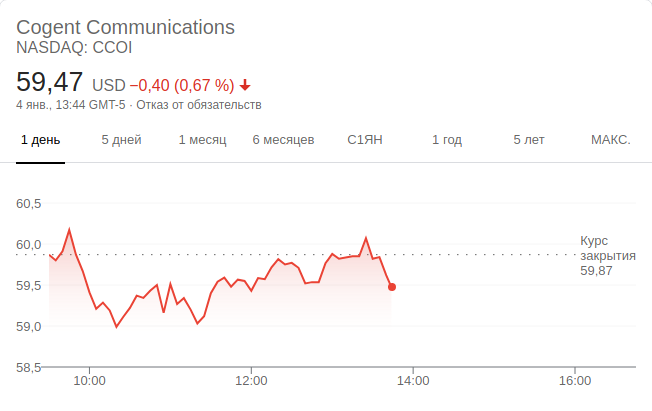 Cogent Communications
NASDAQ: CCOI
59,47 USD −0,40 (0,67 %)
4 янв., 13:44 GMT-5 · Отказ от обязательств
1 день 5 дней 1 месяц 6 месяцев С1ЯН 1 год 5 лет МАКС.
60,5
60,0
59,5
59,0
58,5
Курс
закрытия
59,87
10:00 12:00 14:00 16:00